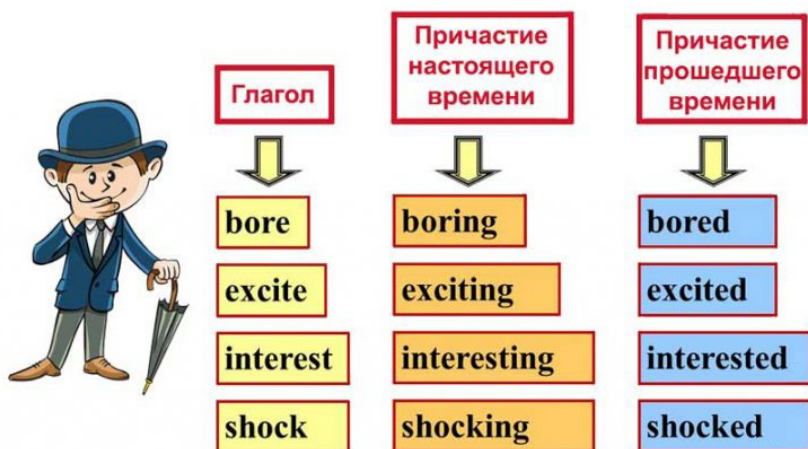 Глагол
Причастие
настоящего
времени
Причастие
прошедшего
времени
bore
boring
bored
excite
exciting
excited
interest
interesting
interested
shock
shocking
shocked